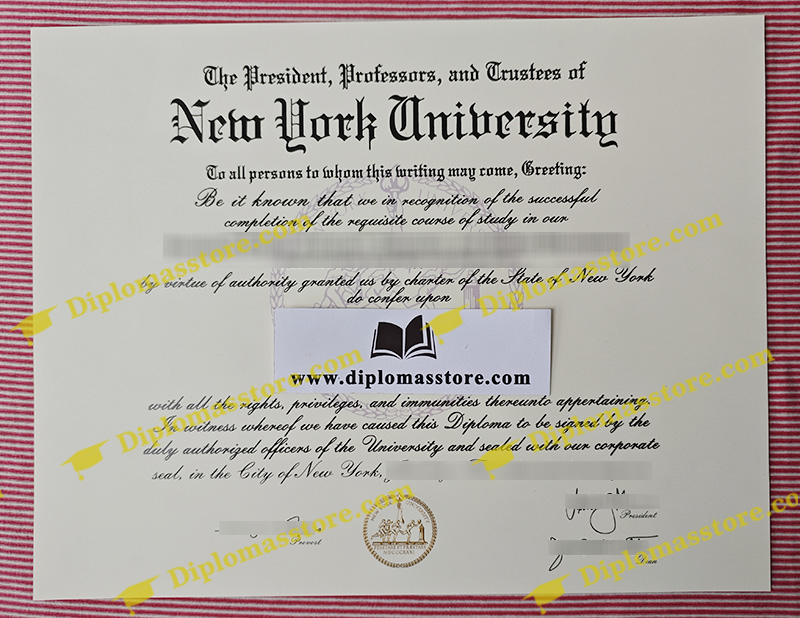 The President, Professors, and Trustees of
New York University
To all persons to whom this writing may come, Greeting:
Be it known that we in recognition of the successful
completion of the requisite course of study in our
by virtue of authority granted us by charter of the State of New York
do confer upon
www.diplomasstore.com
with all the rights, privileges, and immunities thereunto appertaining.
In witness whereof we have caused this Diploma to be signed by the
duly authorized officers of the University and sealed with our corporate
seal, in the City of New York,
President
Provost
Dean
PERSTARE ET PRAESTARE
MDCCCXXXI
Diplomasstore.com
Diplomasstore.com
Diplomasstore.com
Diplomasstore.com
Diplomasstore.com
Diplomasstore.com